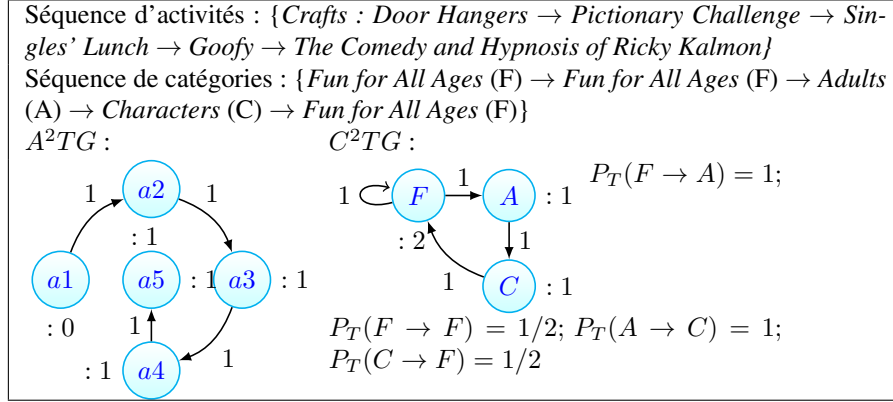 Séquence d'activités : {Crafts : Door Hangers → Pictionary Challenge → Sin-
gles' Lunch → Goofy → The Comedy and Hypnosis of Ricky Kalmon}
Séquence de catégories : {Fun for All Ages (F) → Fun for All Ages (F) → Adults
(A) → Characters (C) → Fun for All Ages (F)}
A²TG : C²TG :
a2
1 1
: 1
a1 a5 : 1 a3 : 1
: 0
1
: 1 a4 1
1 F 1 A : 1 P_T(F → A) = 1;
: 2 1
1 C : 1
P_T(F → F) = 1/2; P_T(A → C) = 1;
P_T(C → F) = 1/2